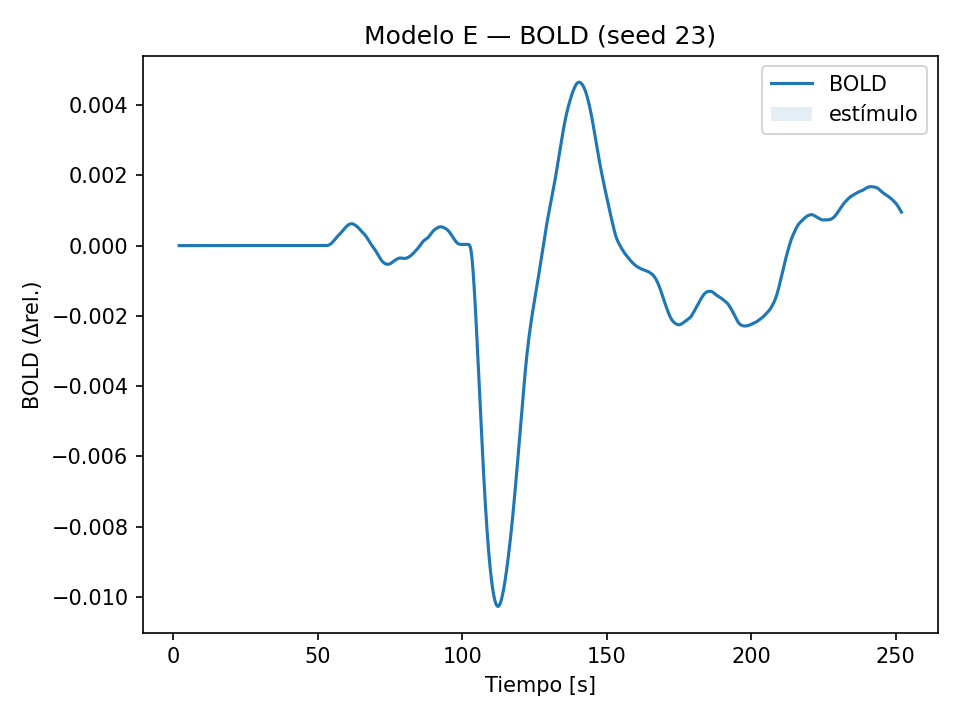 Modelo E — BOLD (seed 23)
BOLD
estímulo
BOLD (Δrel.)
0.004
0.002
0.000
−0.002
−0.004
−0.006
−0.008
−0.010
0
50
100
150
200
250
Tiempo [s]